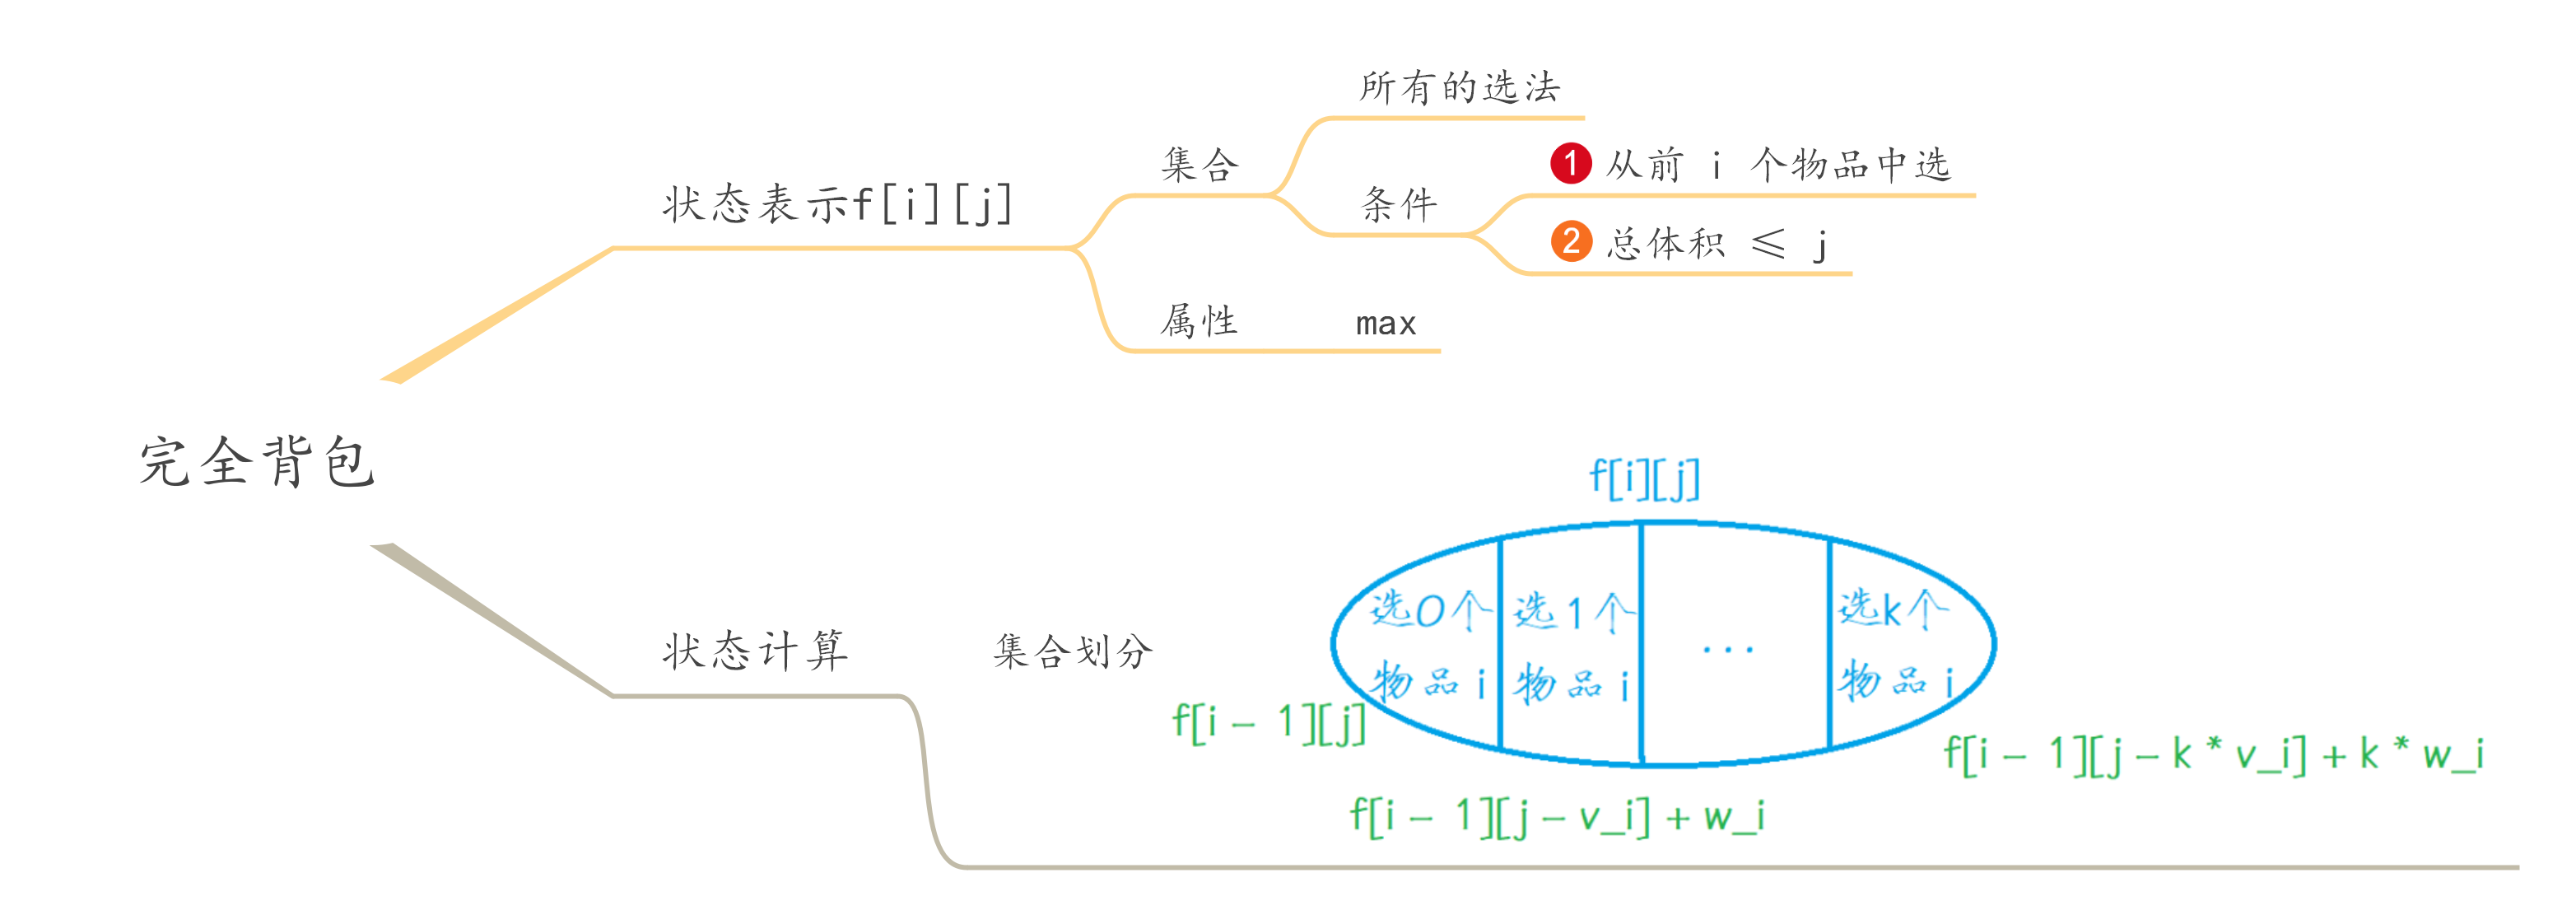 完全背包
状态表示f[i][j]
集合
所有的选法
条件
1 从前 i 个物品中选
2 总体积 ≤ j
属性
max
状态计算
集合划分
f[i][j]
选0个
物品i
选1个
物品i
...
选k个
物品i
f[i - 1][j]
f[i - 1][j - v_i] + w_i
f[i - 1][j - k * v_i] + k * w_i